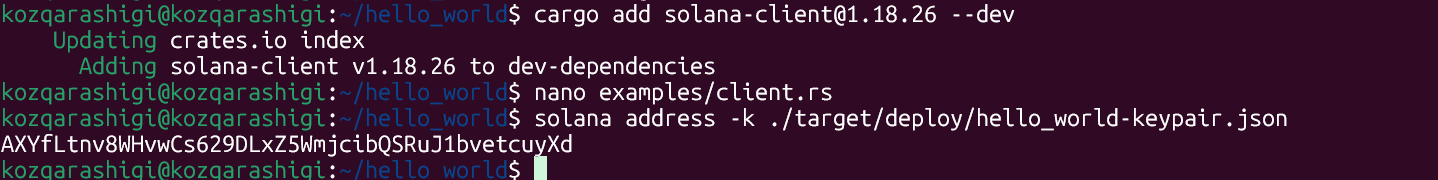 kozqarashigi@kozqarashigi:~/hello_world$ cargo add solana-client@1.18.26 --dev
    Updating crates.io index
      Adding solana-client v1.18.26 to dev-dependencies
kozqarashigi@kozqarashigi:~/hello_world$ nano examples/client.rs
kozqarashigi@kozqarashigi:~/hello_world$ solana address -k ./target/deploy/hello_world-keypair.json
AXYfLtnv8WHvwCs629DLxZ5WmjcibQSRuJ1bvetcuyXd
kozqarashigi@kozqarashigi:~/hello_world$